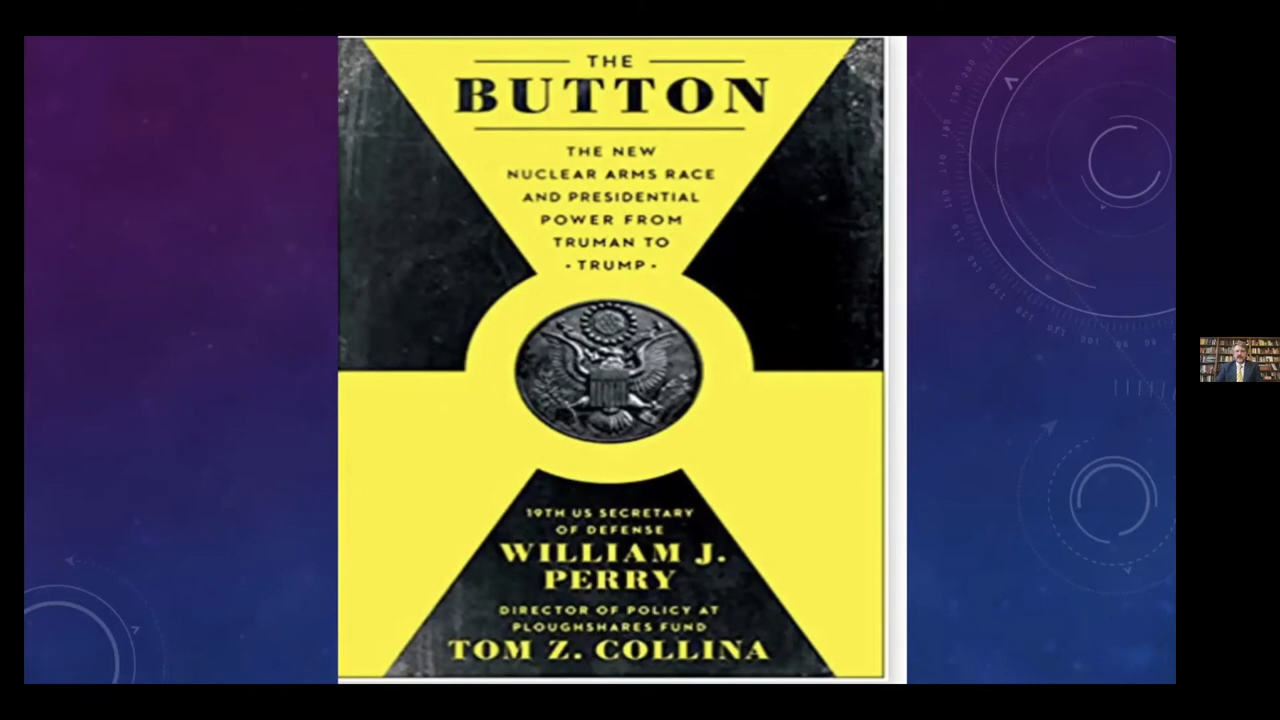 THE
BUTTON
THE NEW
NUCLEAR ARMS RACE
AND PRESIDENTIAL
POWER FROM
TRUMAN TO
- TRUMP -
19TH US SECRETARY
OF DEFENSE
WILLIAM J.
PERRY
DIRECTOR OF POLICY AT
PLOUGHSHARES FUND
TOM Z. COLLINA